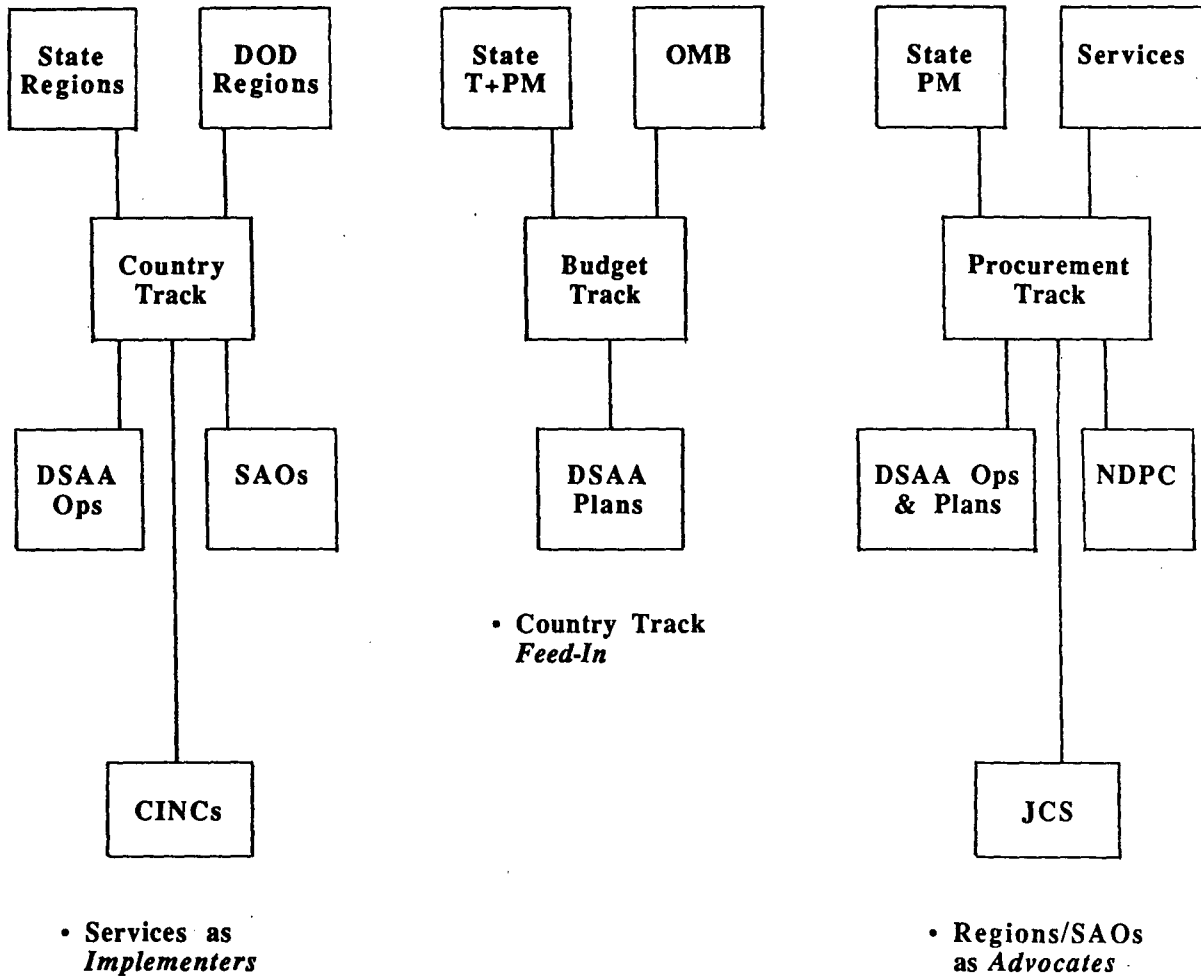 State
Regions
DOD
Regions
State
T+PM
OMB
State
PM
Services
Country
Track
Budget
Track
Procurement
Track
DSAA
Ops
SAOs
DSAA
Plans
DSAA Ops
& Plans
NDPC
• Country Track
Feed-In
CINCs
JCS
• Services as
Implementers
• Regions/SAOs
as Advocates